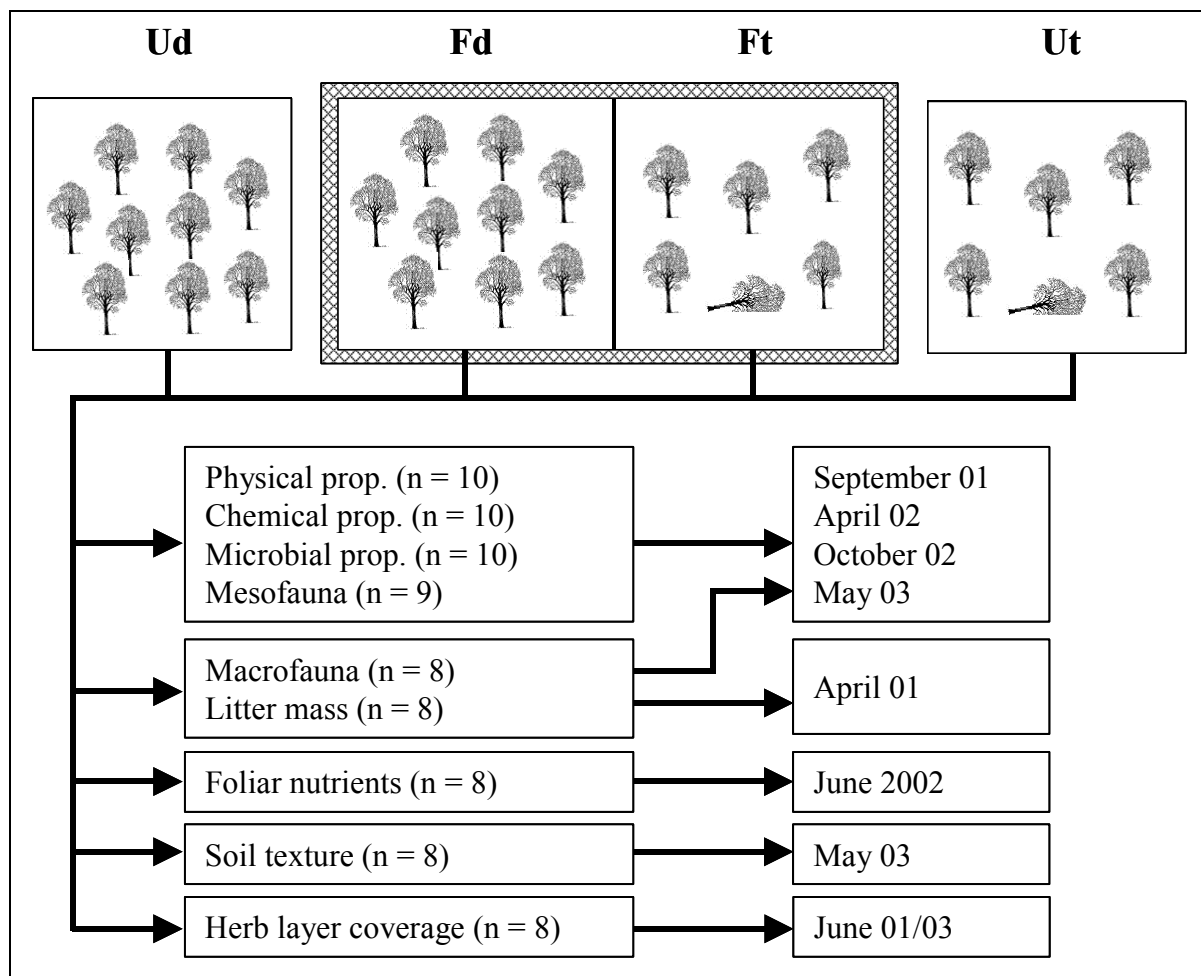 Ud Fd Ft Ut
Physical prop. (n = 10)
Chemical prop. (n = 10)
Microbial prop. (n = 10)
Mesofauna (n = 9)
September 01
April 02
October 02
May 03
Macrofauna (n = 8)
Litter mass (n = 8)
April 01
Foliar nutrients (n = 8)
June 2002
Soil texture (n = 8)
May 03
Herb layer coverage (n = 8)
June 01/03